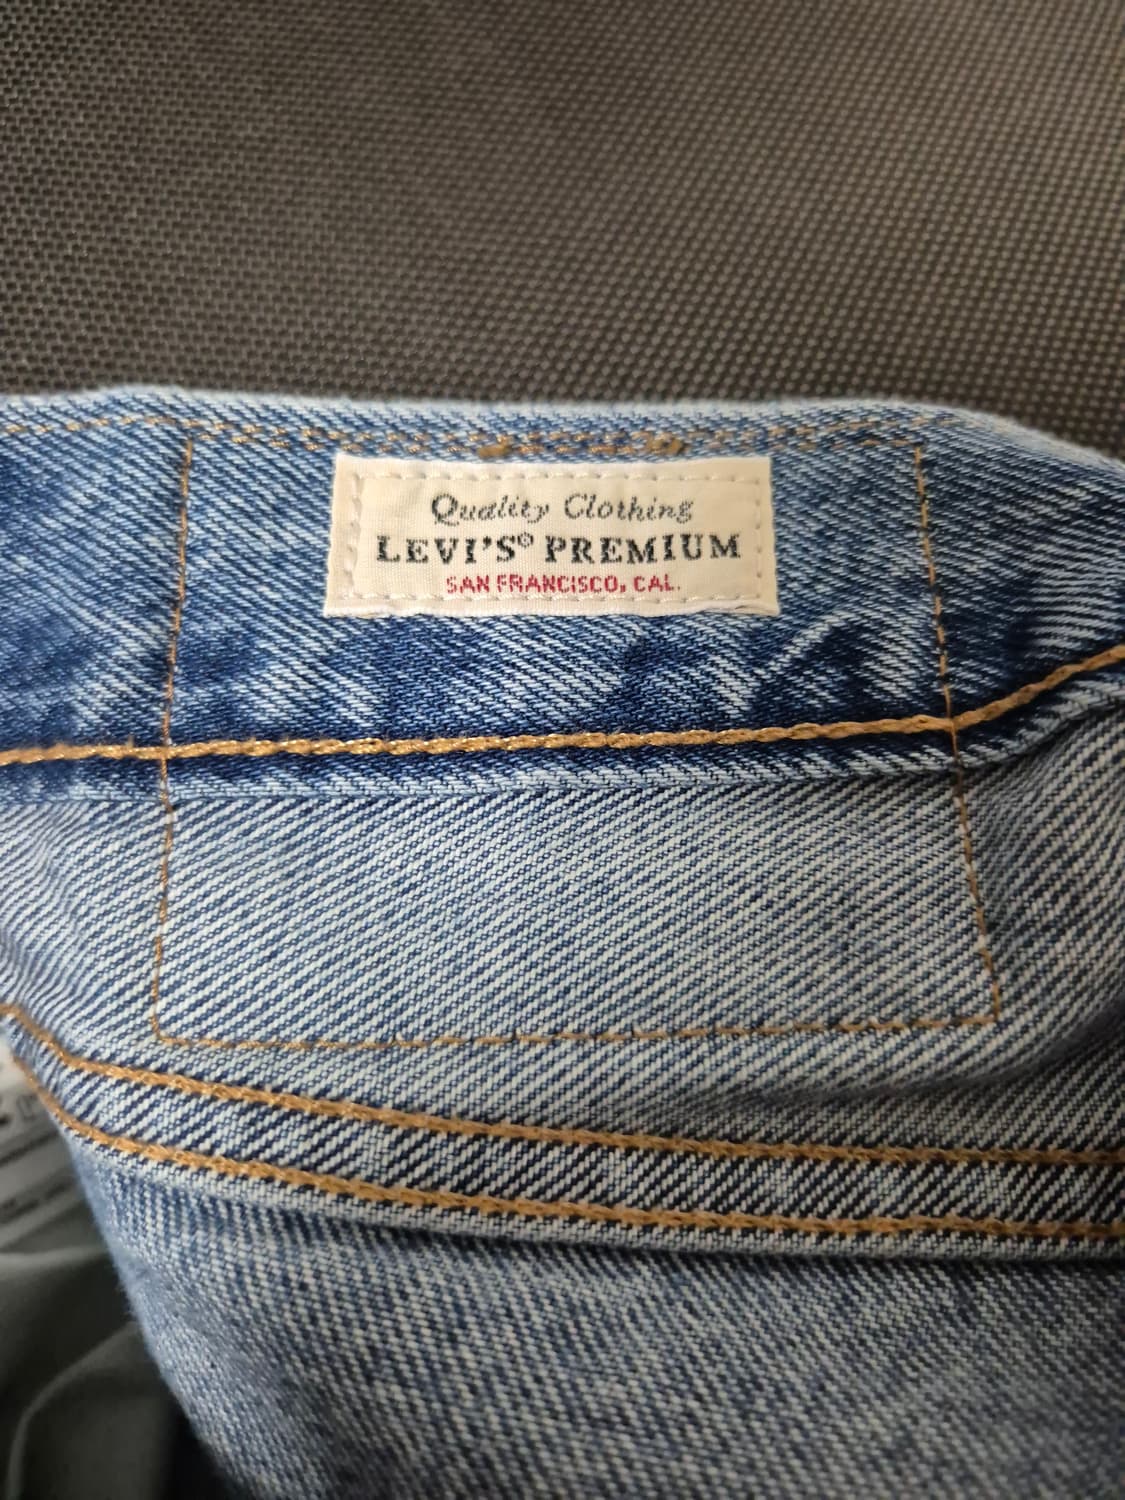 Quality Clothing
LEVI'S® PREMIUM
SAN FRANCISCO, CAL.